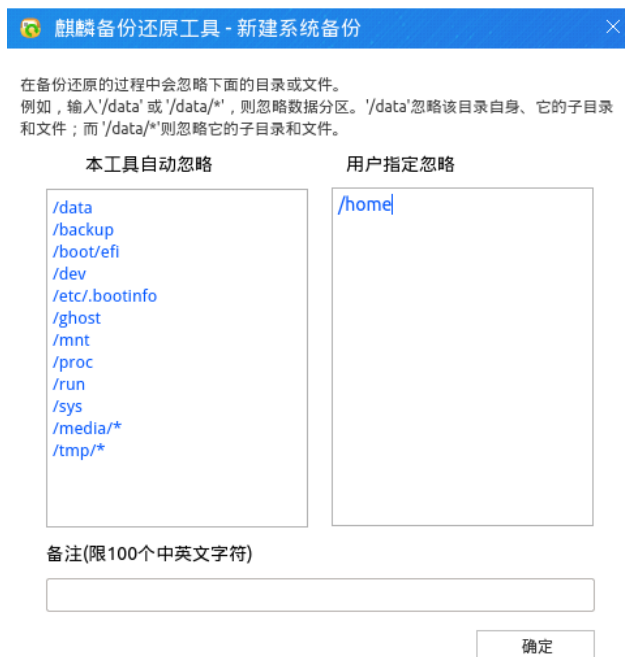 麒麟备份还原工具 - 新建系统备份
在备份还原的过程中会忽略下面的目录或文件。
例如，输入'/data' 或 '/data/*'，则忽略数据分区。'/data'忽略该目录自身、它的子目录
和文件；而 '/data/*'则忽略它的子目录和文件。
本工具自动忽略
/data
/backup
/boot/efi
/dev
/etc/.bootinfo
/ghost
/mnt
/proc
/run
/sys
/media/*
/tmp/*
用户指定忽略
/home
备注(限100个中英文字符)
确定